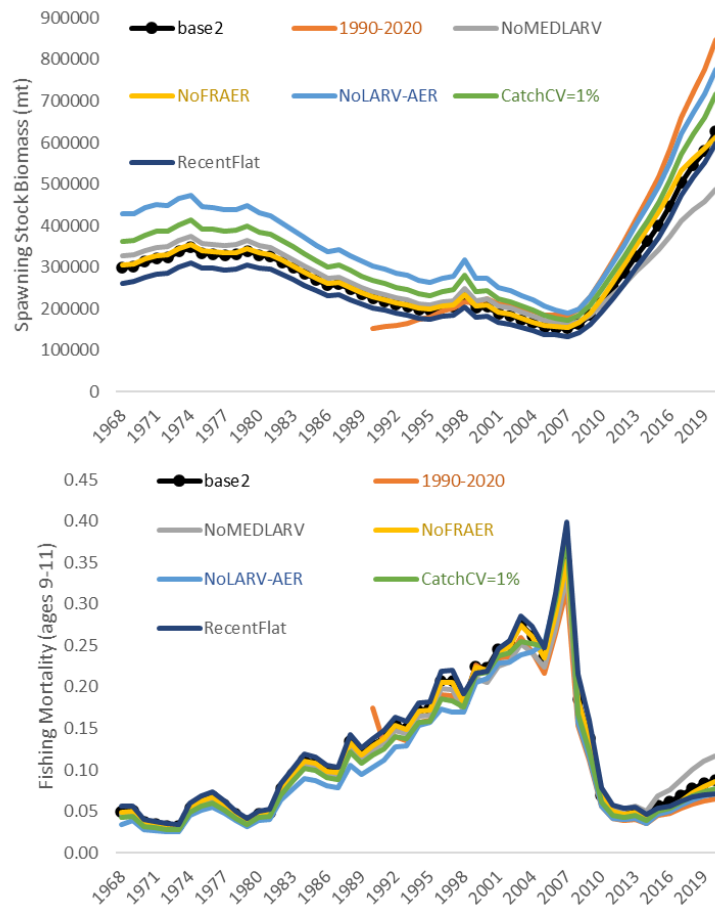 900000
800000
700000
600000
500000
400000
300000
200000
100000
0
Spawning Stock Biomass (mt)
base2 1990-2020 NoMEDLARV
NoFRAER NoLARV-AER CatchCV=1%
RecentFlat
1968 1971 1974 1977 1980 1983 1986 1989 1992 1995 1998 2001 2004 2007 2010 2013 2016 2019
0.45
0.40
0.35
0.30
0.25
0.20
0.15
0.10
0.05
0.00
Fishing Mortality (ages 9-11)
base2 1990-2020
NoMEDLARV NoFRAER
NoLARV-AER CatchCV=1%
RecentFlat
1968 1971 1974 1977 1980 1983 1986 1989 1992 1995 1998 2001 2004 2007 2010 2013 2016 2019